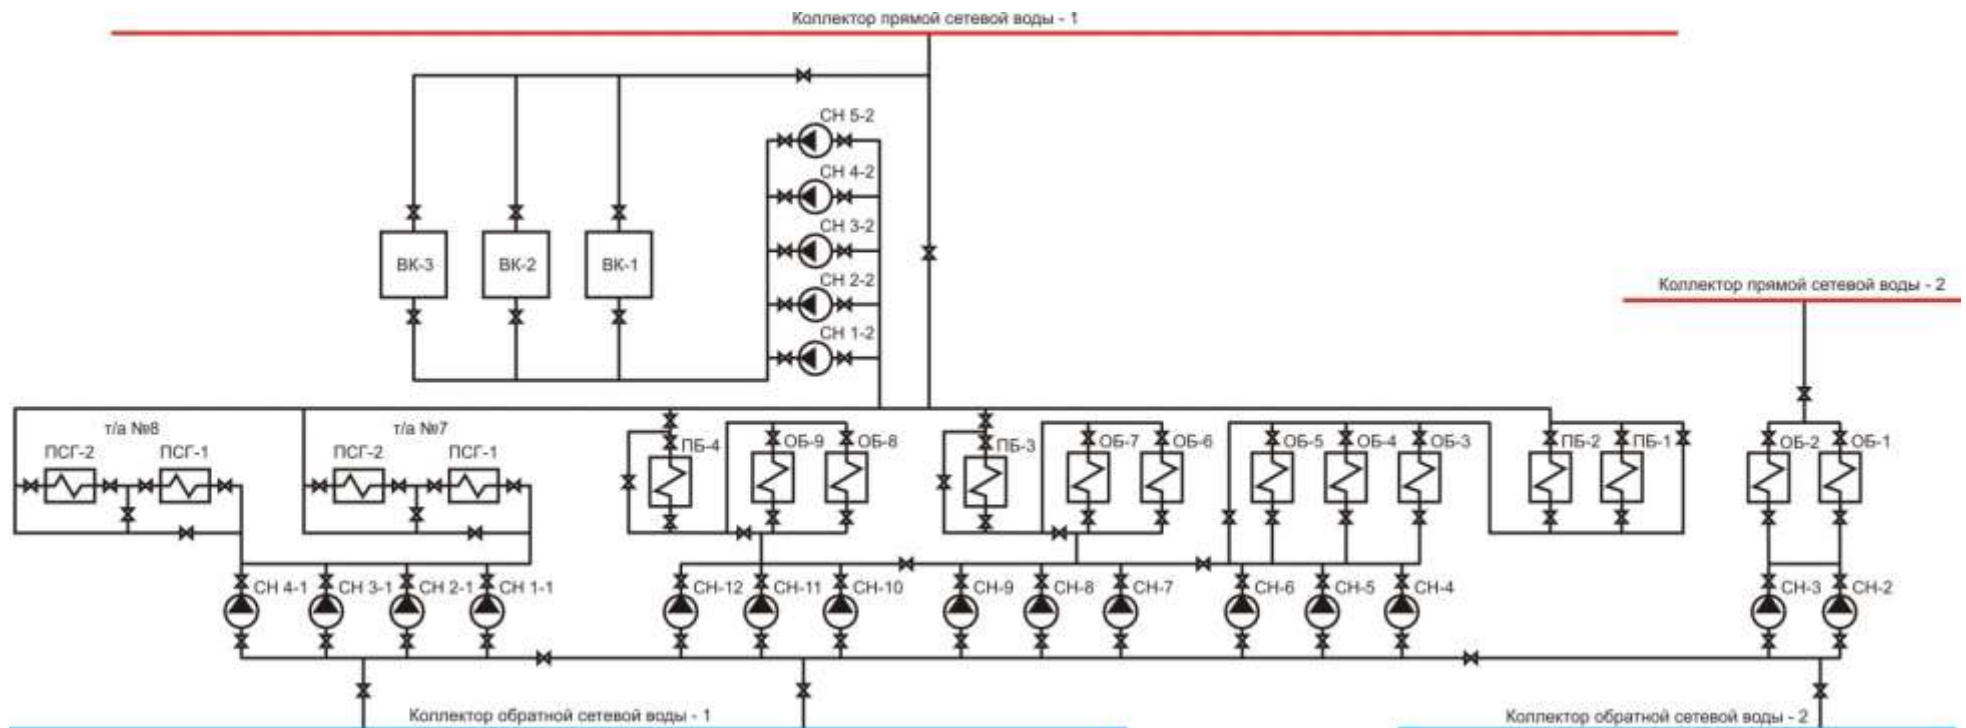 Коллектор прямой сетевой воды - 1
СН 5-2
СН 4-2
СН 3-2
ВК-3 ВК-2 ВК-1
СН 2-2
Коллектор прямой сетевой воды - 2
СН 1-2
т/а №8 т/а №7
ПСГ-2 ПСГ-1 ПСГ-2 ПСГ-1 ПБ-4 ОБ-9 ОБ-8 ПБ-3 ОБ-7 ОБ-6 ОБ-5 ОБ-4 ОБ-3 ПБ-2 ПБ-1 ОБ-2 ОБ-1
СН 4-1 СН 3-1 СН 2-1 СН 1-1 СН-12 СН-11 СН-10 СН-9 СН-8 СН-7 СН-6 СН-5 СН-4 СН-3 СН-2
Коллектор обратной сетевой воды - 1 Коллектор обратной сетевой воды - 2